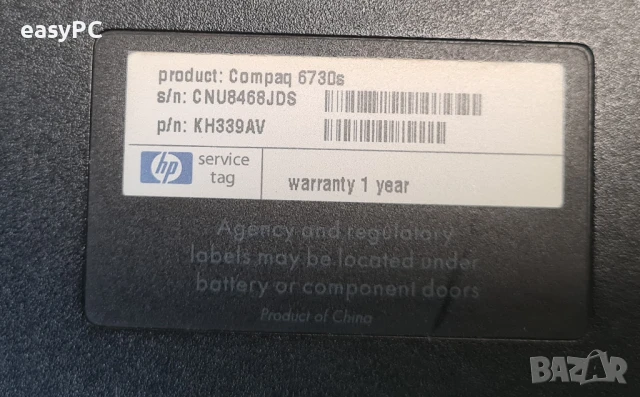 easyPC
product: Compaq 6730s
s/n: CNU8468JDS
p/n: KH339AV
hp service tag
warranty 1 year
Agency and regulatory
labels may be located under
battery or component doors
Product of China
BAZAR